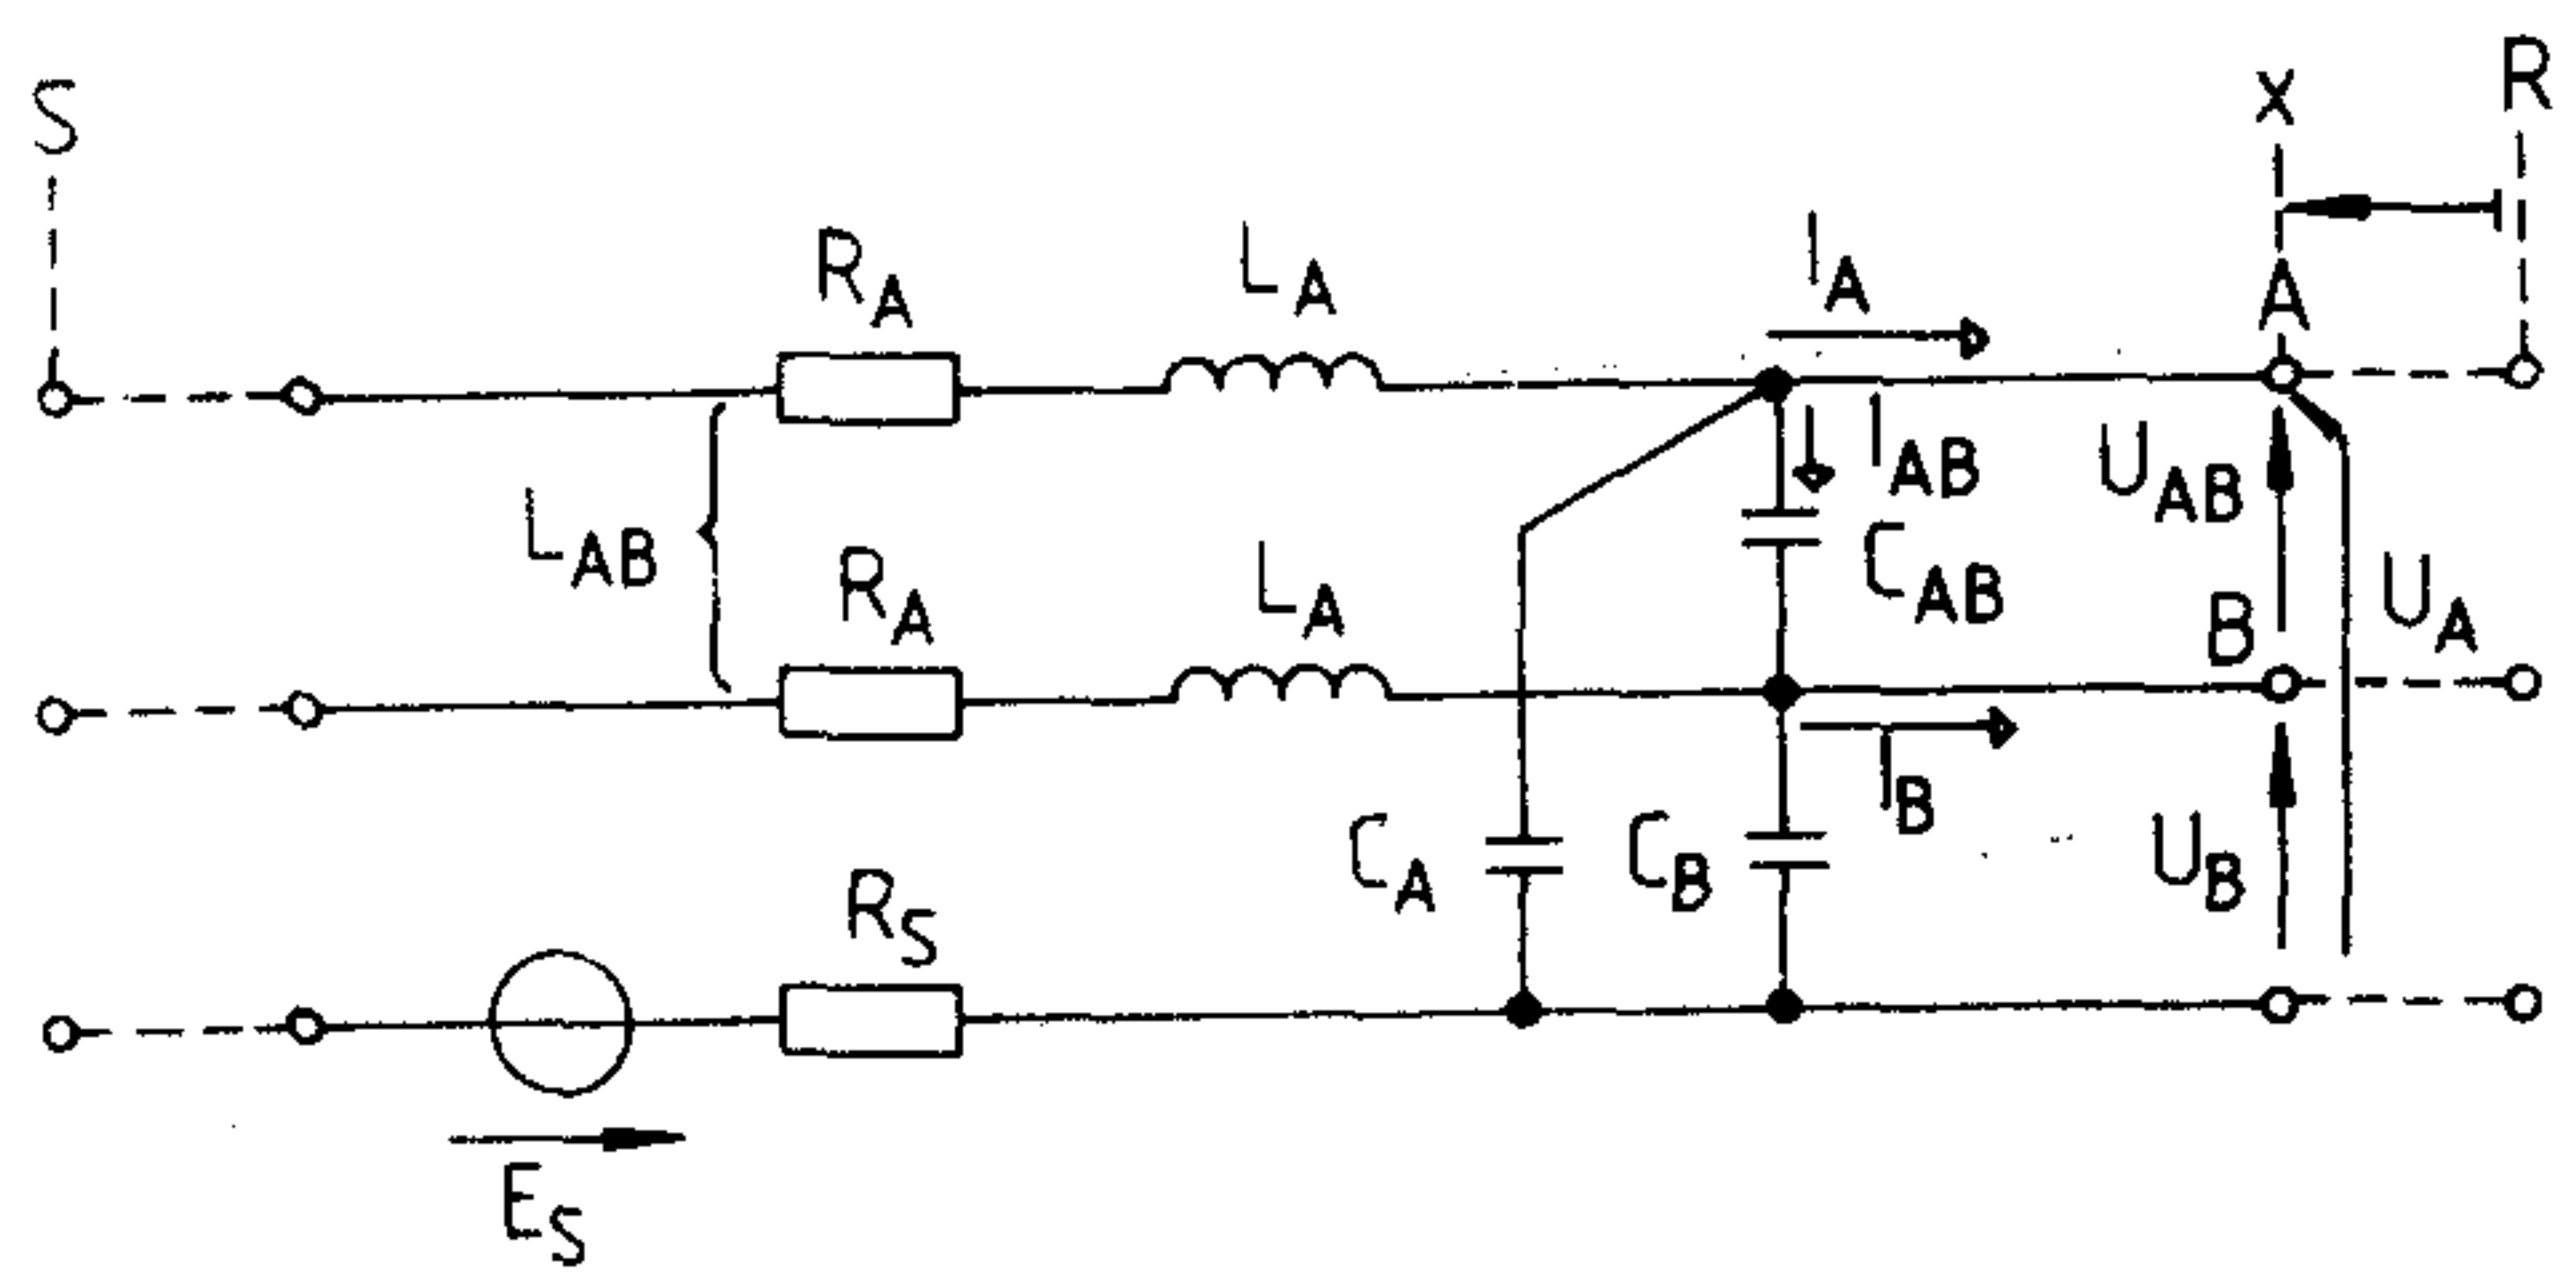 S
X
R
R_A
L_A
I_A
A
L_AB
I_AB
U_AB
C_AB
R_A
L_A
B
U_A
I_B
C_A
C_B
U_B
R_S
E_S